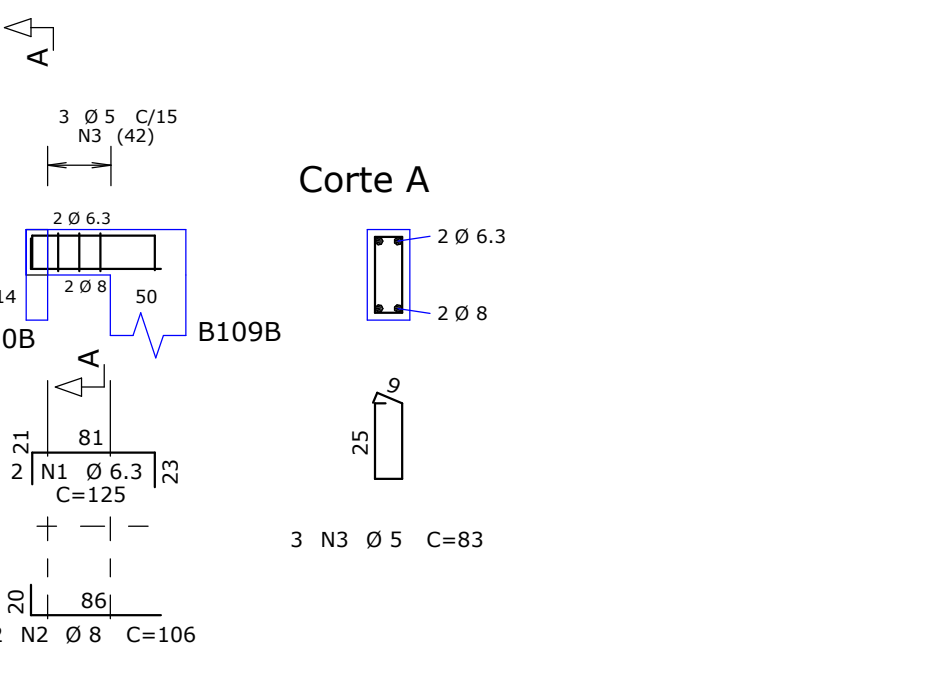 A
3 Ø 5 C/15
N3 (42)
Corte A
2 Ø 6.3
2 Ø 6.3
2 Ø 8
50
14
2 Ø 8
0B
B109B
A
9
25
21
81
2 N1 Ø 6.3
23
C=125
3 N3 Ø 5 C=83
20
86
N2 Ø 8 C=106